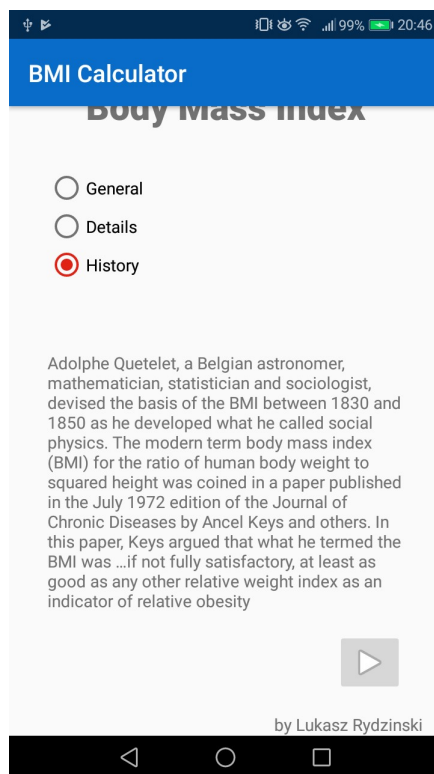 99% 20:46
BMI Calculator
Body Mass Index
General
Details
History
Adolphe Quetelet, a Belgian astronomer,
mathematician, statistician and sociologist,
devised the basis of the BMI between 1830 and
1850 as he developed what he called social
physics. The modern term body mass index
(BMI) for the ratio of human body weight to
squared height was coined in a paper published
in the July 1972 edition of the Journal of
Chronic Diseases by Ancel Keys and others. In
this paper, Keys argued that what he termed the
BMI was …if not fully satisfactory, at least as
good as any other relative weight index as an
indicator of relative obesity
by Lukasz Rydzinski